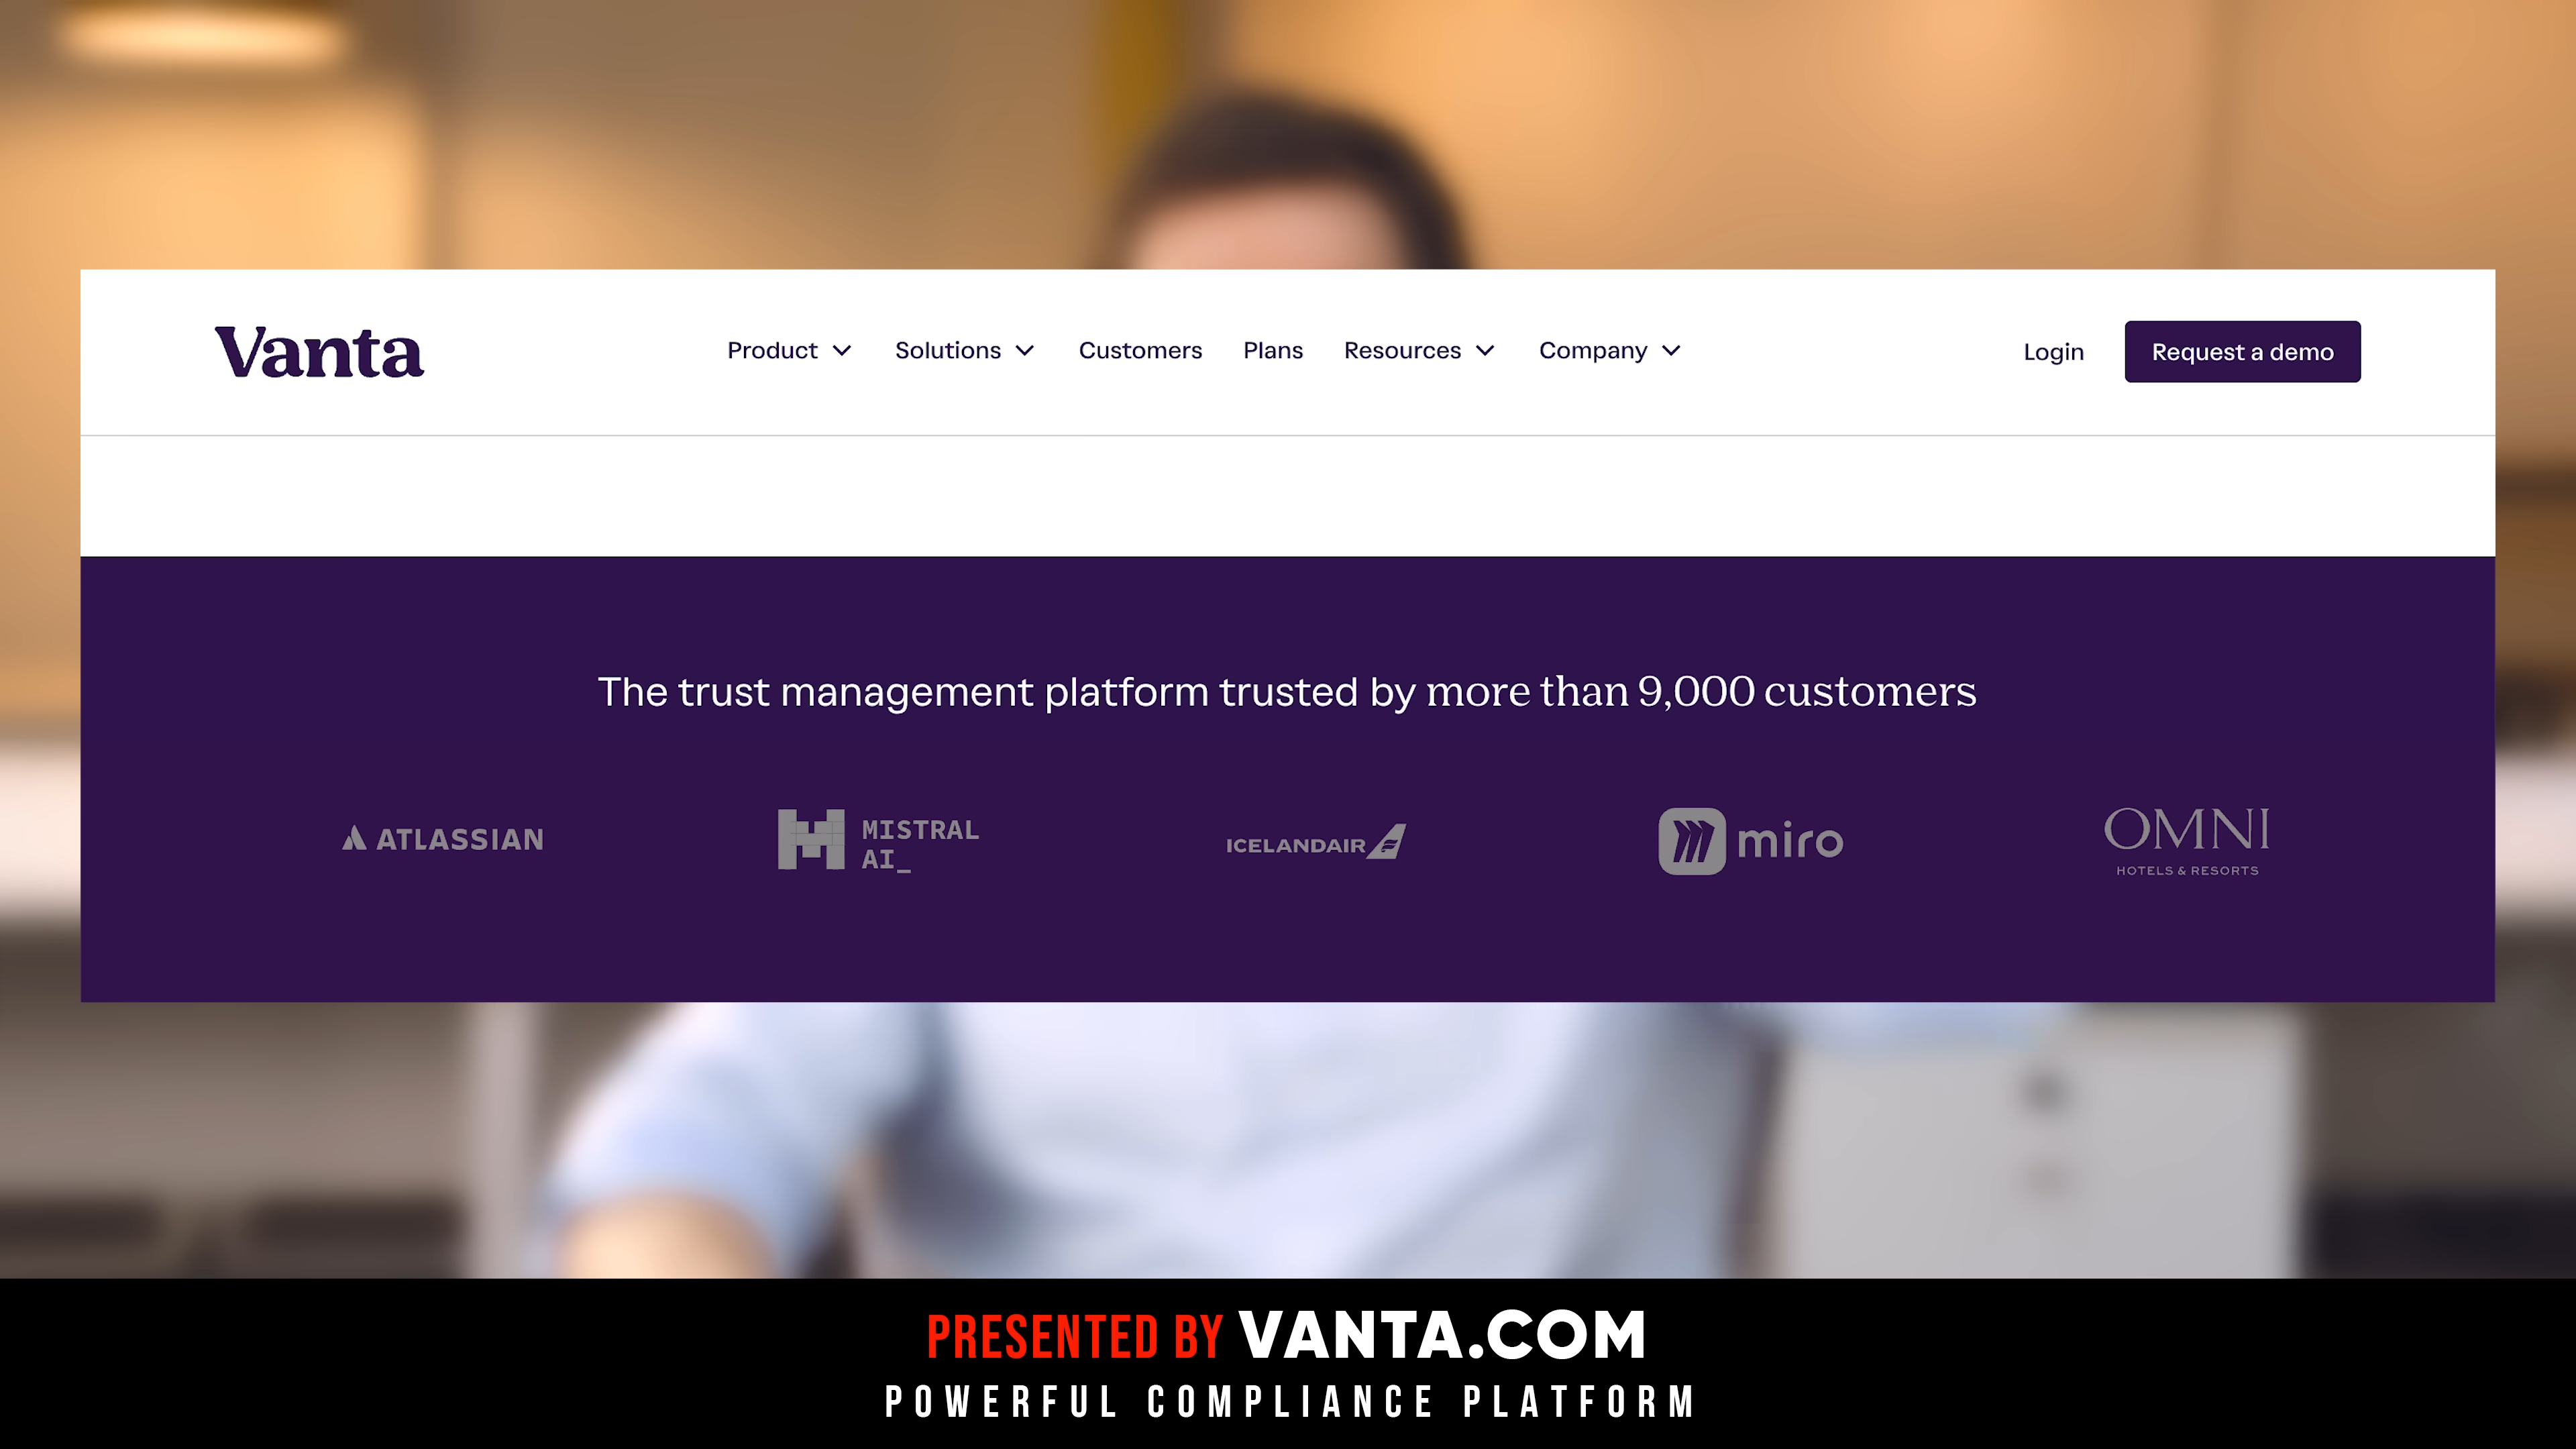 Vanta
Product Solutions Customers Plans Resources Company
Login Request a demo
The trust management platform trusted by more than 9,000 customers
ATLASSIAN
MISTRAL
AI_
ICELANDAIR
miro
OMNI
HOTELS & RESORTS
PRESENTED BY VANTA.COM
POWERFUL COMPLIANCE PLATFORM